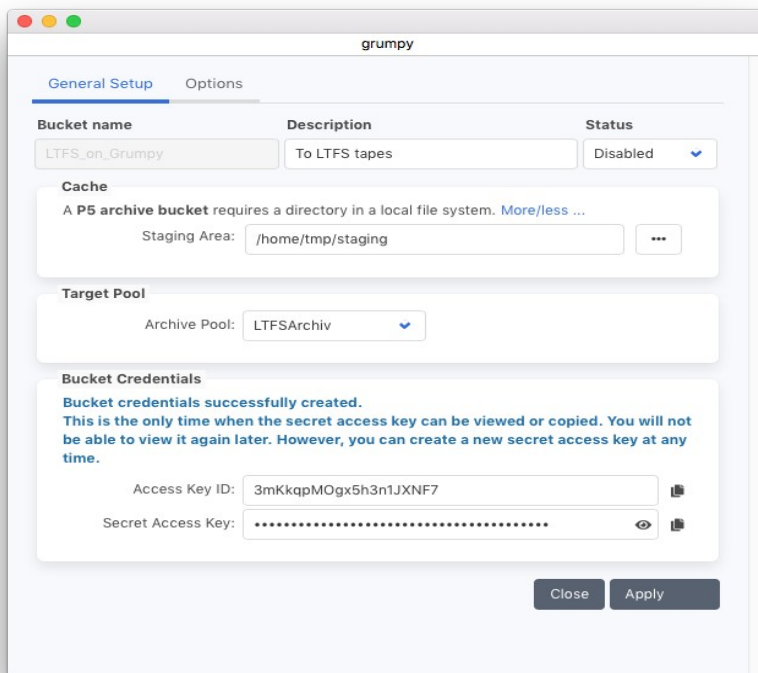 grumpy
General Setup Options
Bucket name Description Status
LTFS_on_Grumpy To LTFS tapes Disabled
Cache
A P5 archive bucket requires a directory in a local file system. More/less ...
Staging Area: /home/tmp/staging •••
Target Pool
Archive Pool: LTFSArchiv
Bucket Credentials
Bucket credentials successfully created.
This is the only time when the secret access key can be viewed or copied. You will not
be able to view it again later. However, you can create a new secret access key at any
time.
Access Key ID: 3mKkqpMOgx5h3n1JXNF7
Secret Access Key: ••••••••••••••••••••••••••••••••••••••••
Close Apply